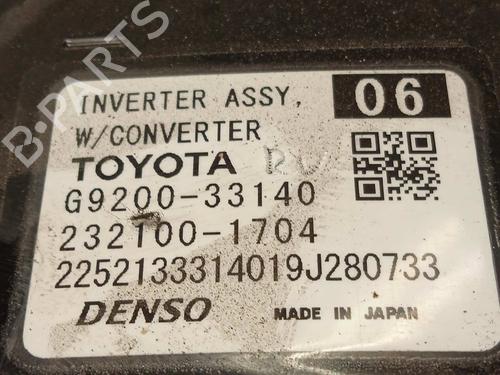 B-PARTS
INVERTER ASSY, 06
W/CONVERTER
TOYOTA
G9200-33140
232100-1704
2252133314019J280733
DENSO MADE IN JAPAN